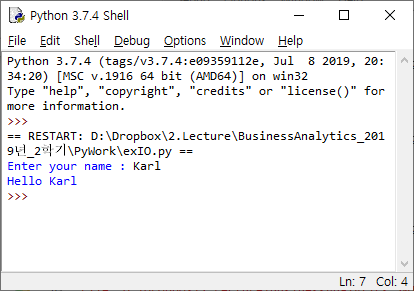 Python 3.7.4 Shell
File Edit Shell Debug Options Window Help
Python 3.7.4 (tags/v3.7.4:e09359112e, Jul  8 2019, 20:
34:20) [MSC v.1916 64 bit (AMD64)] on win32
Type "help", "copyright", "credits" or "license()" for
more information.
>>>
== RESTART: D:\Dropbox\2.Lecture\BusinessAnalytics_201
9년_2학기\PyWork\exIO.py ==
Enter your name : Karl
Hello Karl
>>>
Ln: 7 Col: 4